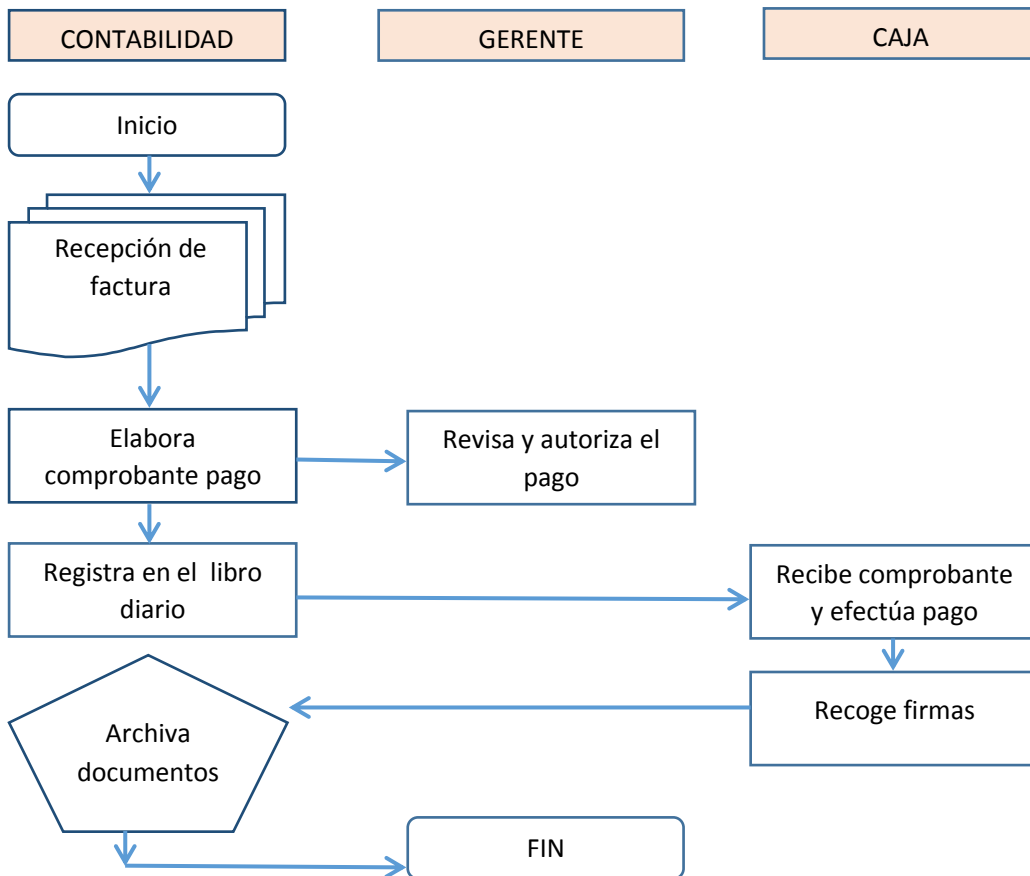 CONTABILIDAD
GERENTE
CAJA
Inicio
Recepción de
factura
Elabora
comprobante pago
Revisa y autoriza el
pago
Registra en el libro
diario
Recibe comprobante
y efectúa pago
Recoge firmas
Archiva
documentos
FIN